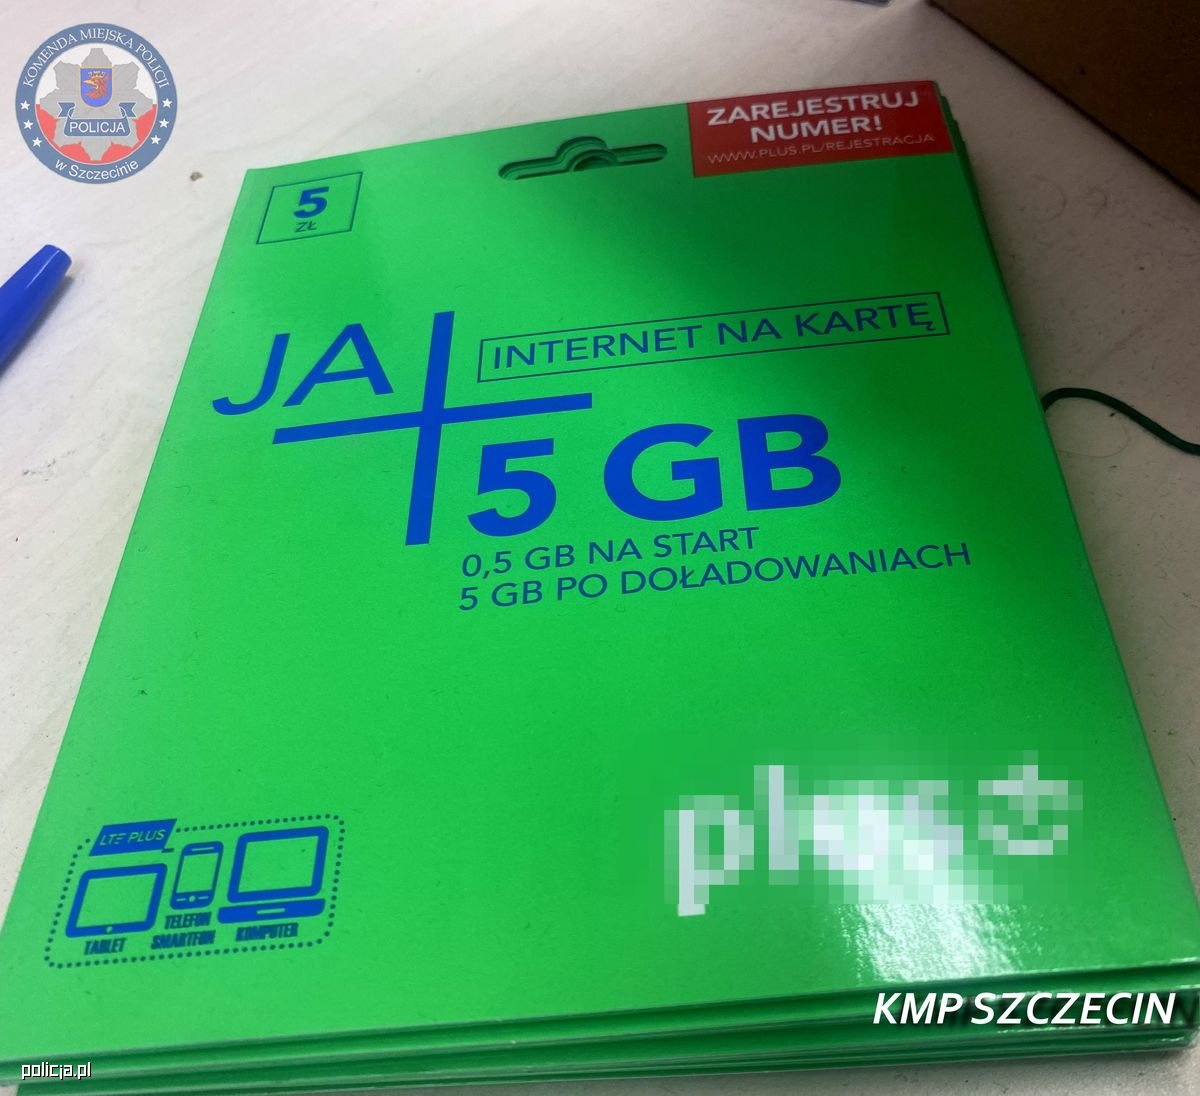 KOMENDA MIEJSKA POLICJI
POLICJA
w Szczecinie
ZAREJESTRUJ
NUMER!
WWW.PLUS.PL/REJESTRACJA
5
ZŁ
JA+
INTERNET NA KARTĘ
5 GB
0,5 GB NA START
5 GB PO DOŁADOWANIACH
plus
LTE PLUS
TABLET
TELEFON
SMARTFON
KOMPUTER
KMP SZCZECIN
policja.pl